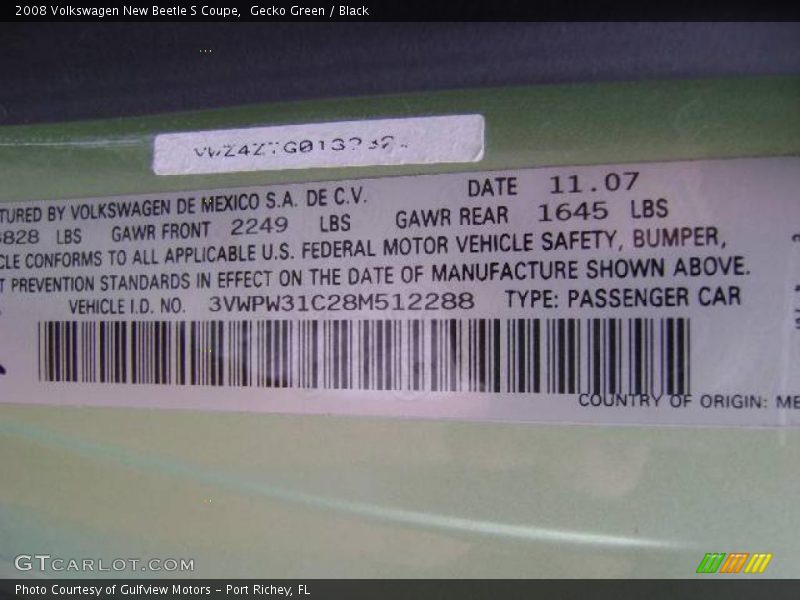 2008 Volkswagen New Beetle S Coupe, Gecko Green / Black
TURED BY VOLKSWAGEN DE MEXICO S.A. DE C.V. DATE 11.07
3828 LBS GAWR FRONT 2249 LBS GAWR REAR 1645 LBS
CLE CONFORMS TO ALL APPLICABLE U.S. FEDERAL MOTOR VEHICLE SAFETY, BUMPER,
T PREVENTION STANDARDS IN EFFECT ON THE DATE OF MANUFACTURE SHOWN ABOVE.
VEHICLE I.D. NO. 3VWPW31C28M512288 TYPE: PASSENGER CAR
COUNTRY OF ORIGIN: ME
GTCARLOT.COM
Photo Courtesy of Gulfview Motors – Port Richey, FL